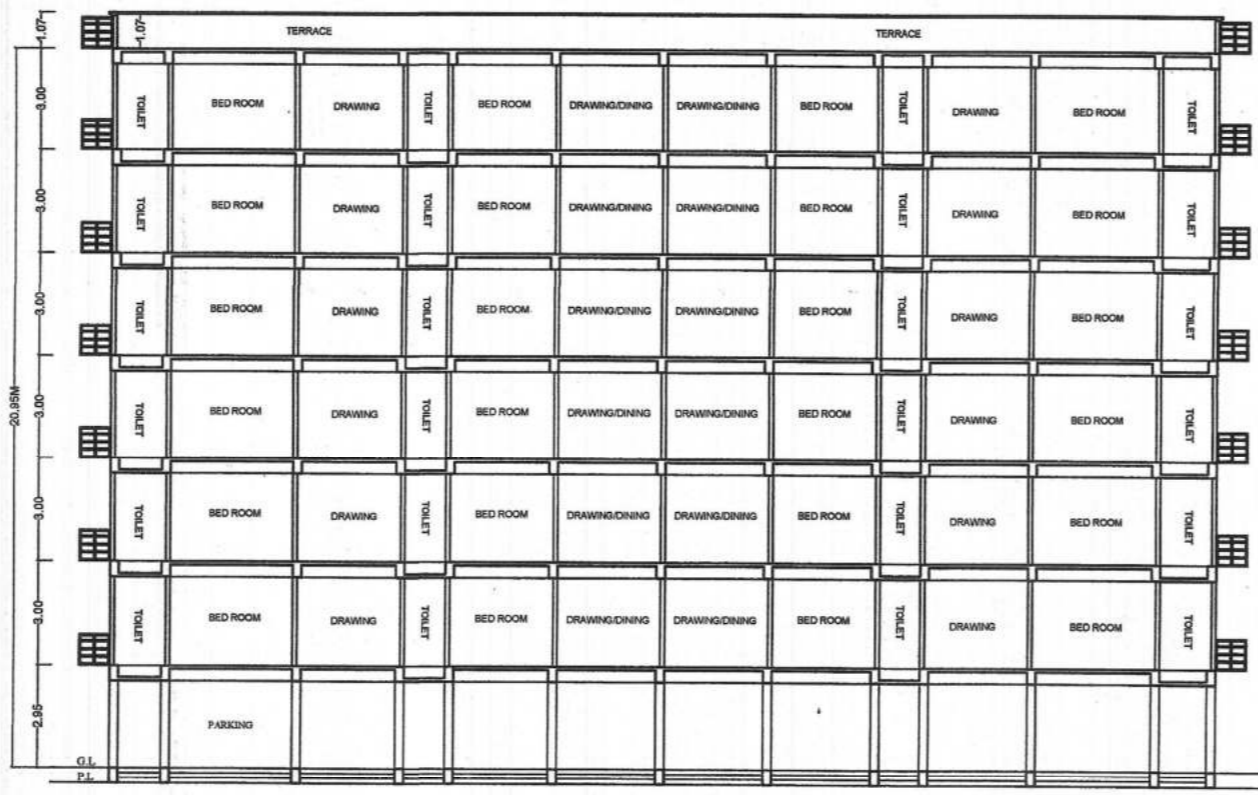 1.07 1.07 TERRACE TERRACE
3.00 TOILET BED ROOM DRAWING TOILET BED ROOM DRAWING/DINING DRAWING/DINING BED ROOM TOILET DRAWING BED ROOM TOILET
3.00 TOILET BED ROOM DRAWING TOILET BED ROOM DRAWING/DINING DRAWING/DINING BED ROOM TOILET DRAWING BED ROOM TOILET
3.00 TOILET BED ROOM DRAWING TOILET BED ROOM DRAWING/DINING DRAWING/DINING BED ROOM TOILET DRAWING BED ROOM TOILET
20.95M
3.00 TOILET BED ROOM DRAWING TOILET BED ROOM DRAWING/DINING DRAWING/DINING BED ROOM TOILET DRAWING BED ROOM TOILET
3.00 TOILET BED ROOM DRAWING TOILET BED ROOM DRAWING/DINING DRAWING/DINING BED ROOM TOILET DRAWING BED ROOM TOILET
3.00 TOILET BED ROOM DRAWING TOILET BED ROOM DRAWING/DINING DRAWING/DINING BED ROOM TOILET DRAWING BED ROOM TOILET
2.95 PARKING
G.L
P.L